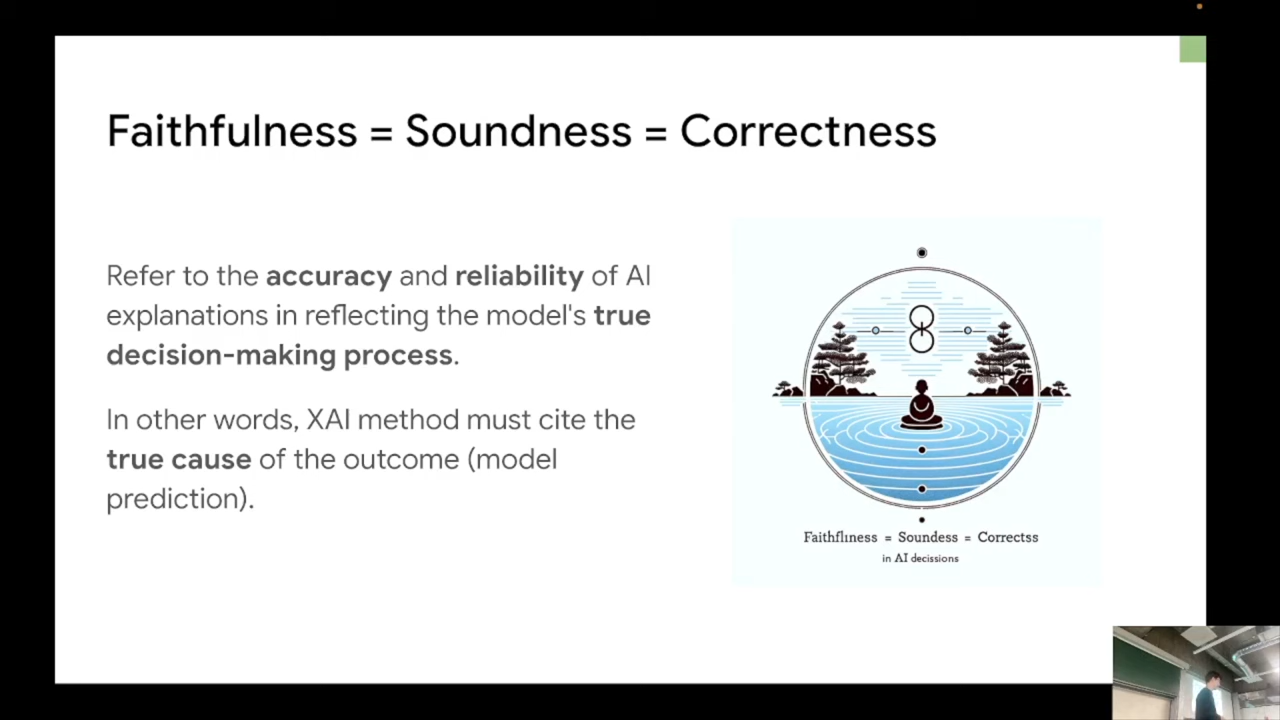 Faithfulness = Soundness = Correctness
Refer to the accuracy and reliability of AI
explanations in reflecting the model's true
decision-making process.
In other words, XAI method must cite the
true cause of the outcome (model
prediction).
Faithflıness = Soundess = Correctss
in AI decissions